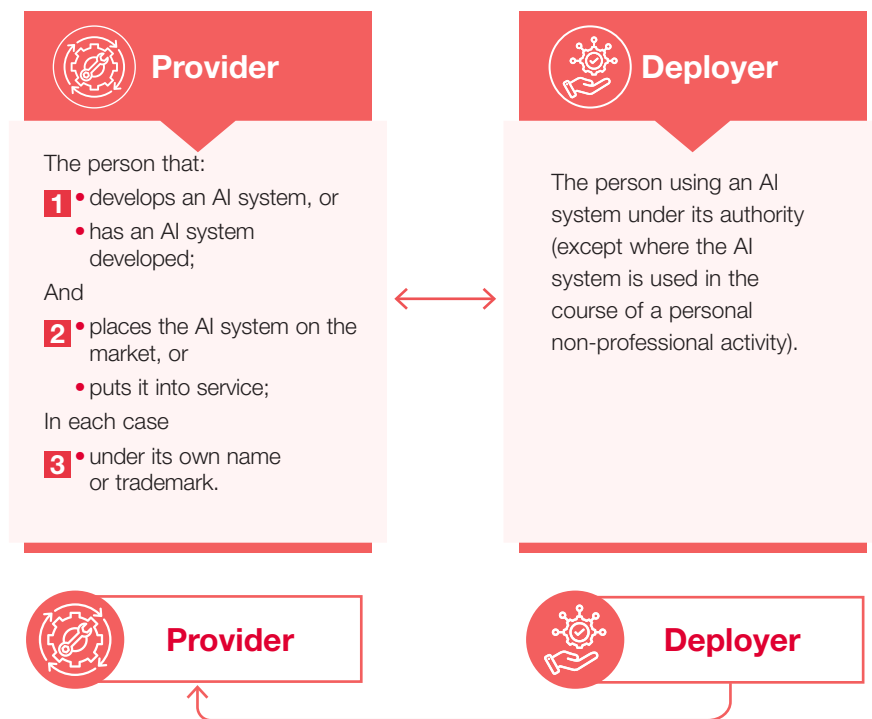 Provider
The person that:
1 • develops an AI system, or
• has an AI system
developed;
And
2 • places the AI system on the
market, or
• puts it into service;
In each case
3 • under its own name
or trademark.
Deployer
The person using an AI
system under its authority
(except where the AI
system is used in the
course of a personal
non-professional activity).
Provider
Deployer